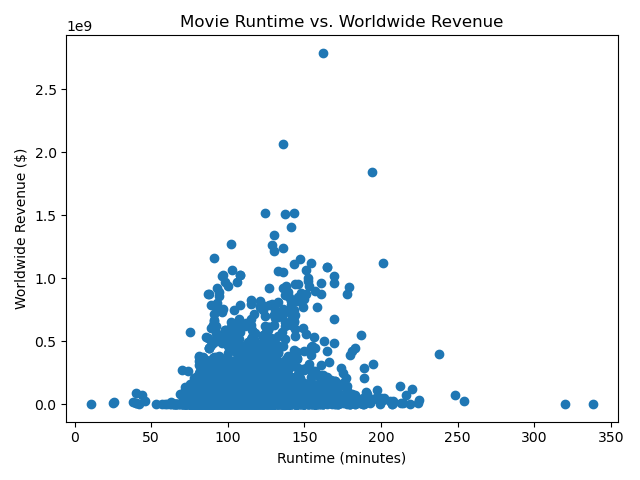 Movie Runtime vs. Worldwide Revenue
1e9
2.5
2.0
1.5
1.0
0.5
0.0
Worldwide Revenue ($)
0 50 100 150 200 250 300 350
Runtime (minutes)